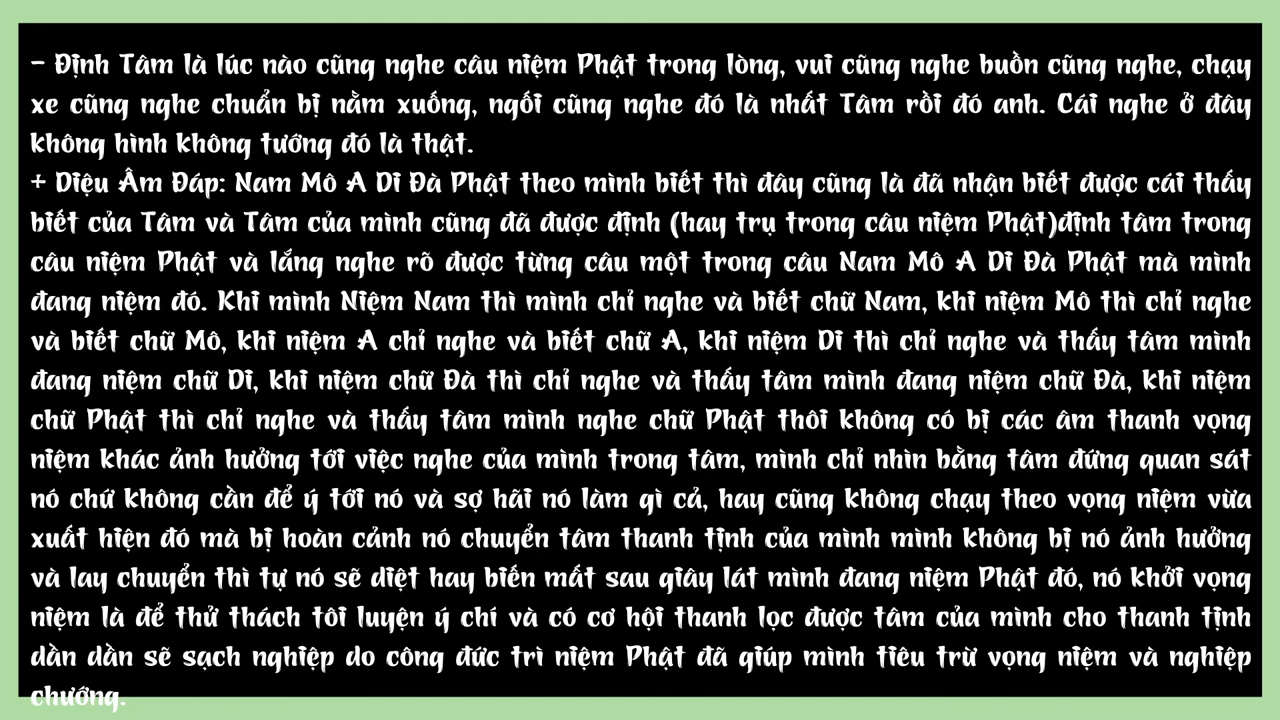 - Định Tâm là lúc nào cũng nghe câu niệm Phật trong lòng, vui cũng nghe buồn cũng nghe, chạy
xe cũng nghe chuẩn bị nằm xuống, ngối cũng nghe đó là nhất Tâm rồi đó anh. Cái nghe ở đây
không hình không tướng đó là thật.
+ Diệu Âm Đáp: Nam Mô A Di Đà Phật theo mình biết thì đây cũng là đã nhận biết được cái thấy
biết của Tâm và Tâm của mình cũng đã được định (hay trụ trong câu niệm Phật)định tâm trong
câu niệm Phật và lắng nghe rõ được từng câu một trong câu Nam Mô A Di Đà Phật mà mình
đang niệm đó. Khi mình Niệm Nam thì mình chỉ nghe và biết chữ Nam, khi niệm Mô thì chỉ nghe
và biết chữ Mô, khi niệm A chỉ nghe và biết chữ A, khi niệm Di thì chỉ nghe và thấy tâm mình
đang niệm chữ Di, khi niệm chữ Đà thì chỉ nghe và thấy tâm mình đang niệm chữ Đà, khi niệm
chữ Phật thì chỉ nghe và thấy tâm mình nghe chữ Phật thôi không có bị các âm thanh vọng
niệm khác ảnh hưởng tới việc nghe của mình trong tâm, mình chỉ nhìn bằng tâm đứng quan sát
nó chứ không cần để ý tới nó và sợ hãi nó làm gì cả, hay cũng không chạy theo vọng niệm vừa
xuất hiện đó mà bị hoàn cảnh nó chuyển tâm thanh tịnh của mình mình không bị nó ảnh hưởng
và lay chuyển thì tự nó sẽ diệt hay biến mất sau giây lát mình đang niệm Phật đó, nó khởi vọng
niệm là để thử thách tôi luyện ý chí và có cơ hội thanh lọc được tâm của mình cho thanh tịnh
dần dần sẽ sạch nghiệp do công đức trì niệm Phật đã giúp mình tiêu trừ vọng niệm và nghiệp
chướng.